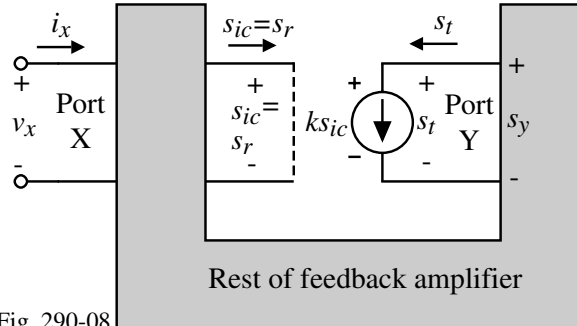 i_x
s_ic=s_r
s_t
+
+
+
+
+
Port
X
v_x
s_ic=
s_r
ks_ic
s_t
Port
Y
s_y
-
-
-
-
-
Rest of feedback amplifier
Fig. 290-08